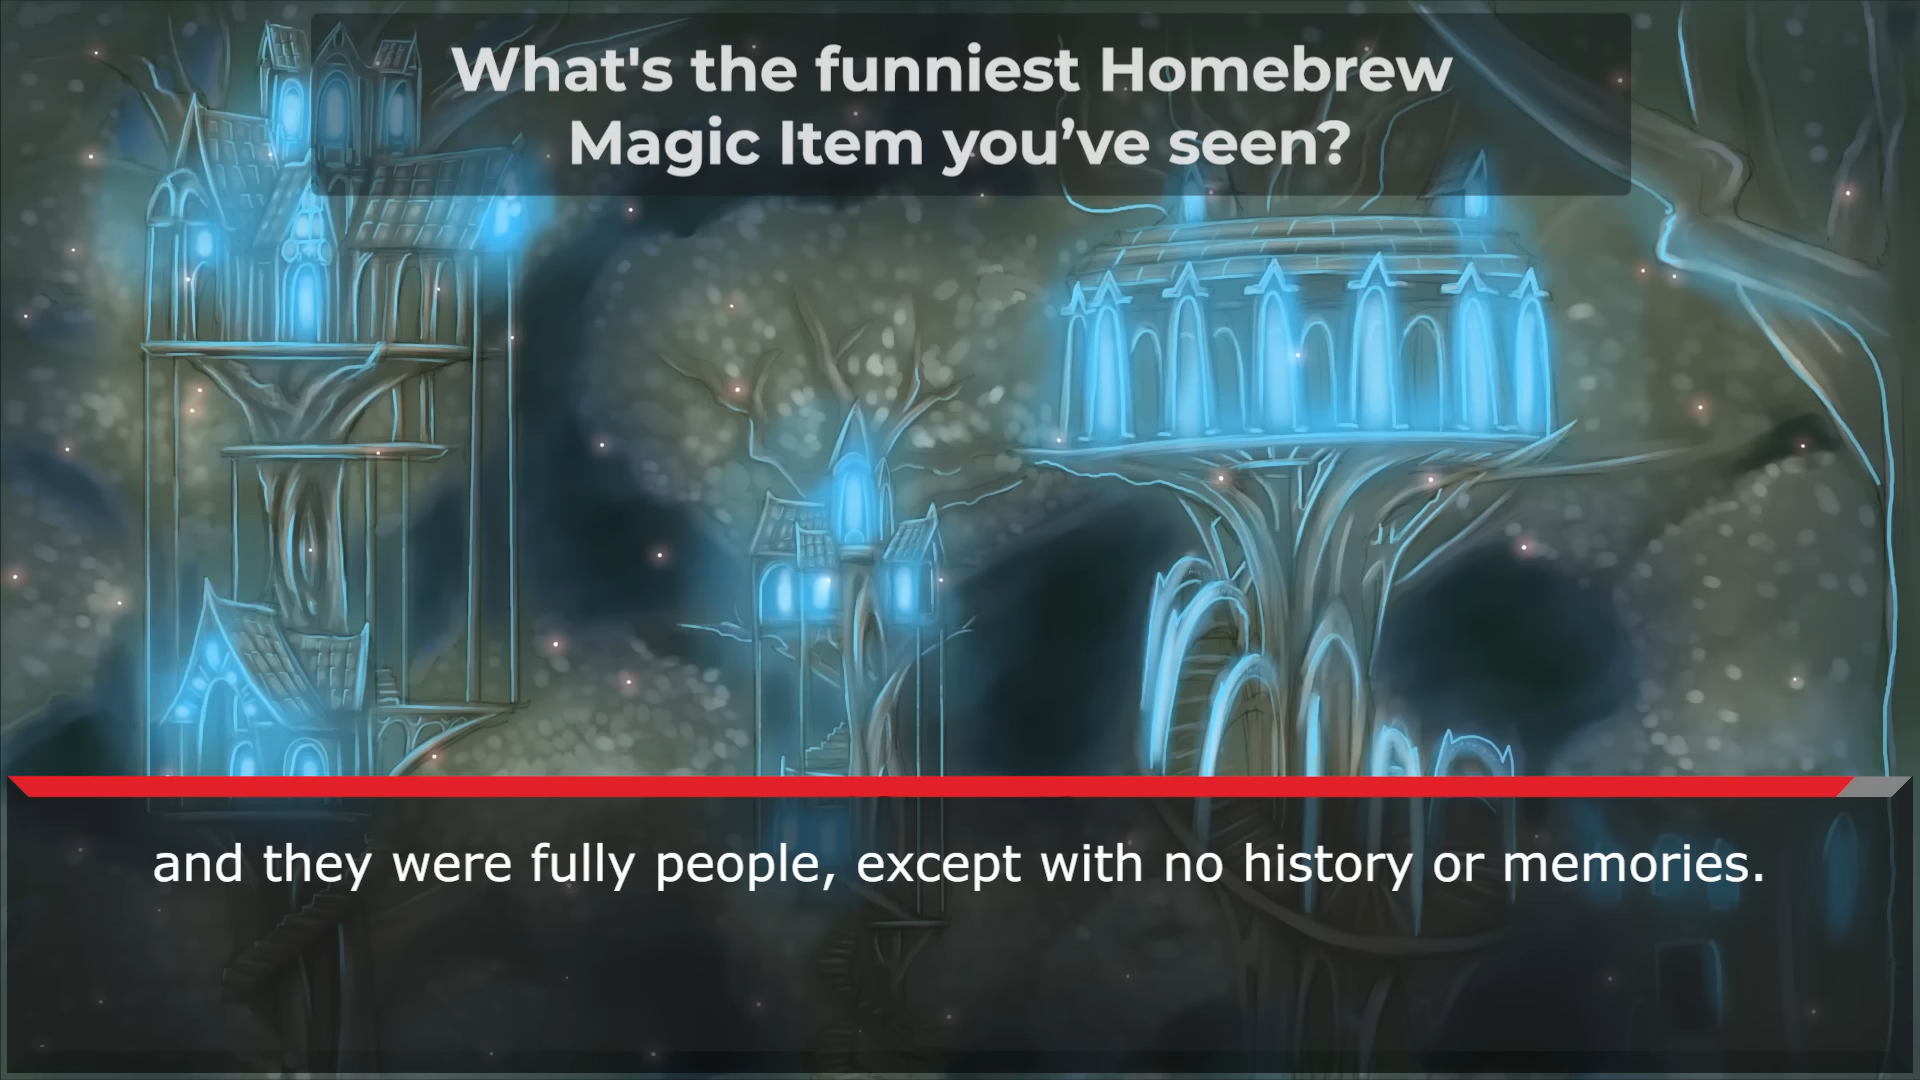 What's the funniest Homebrew
Magic Item you’ve seen?
and they were fully people, except with no history or memories.